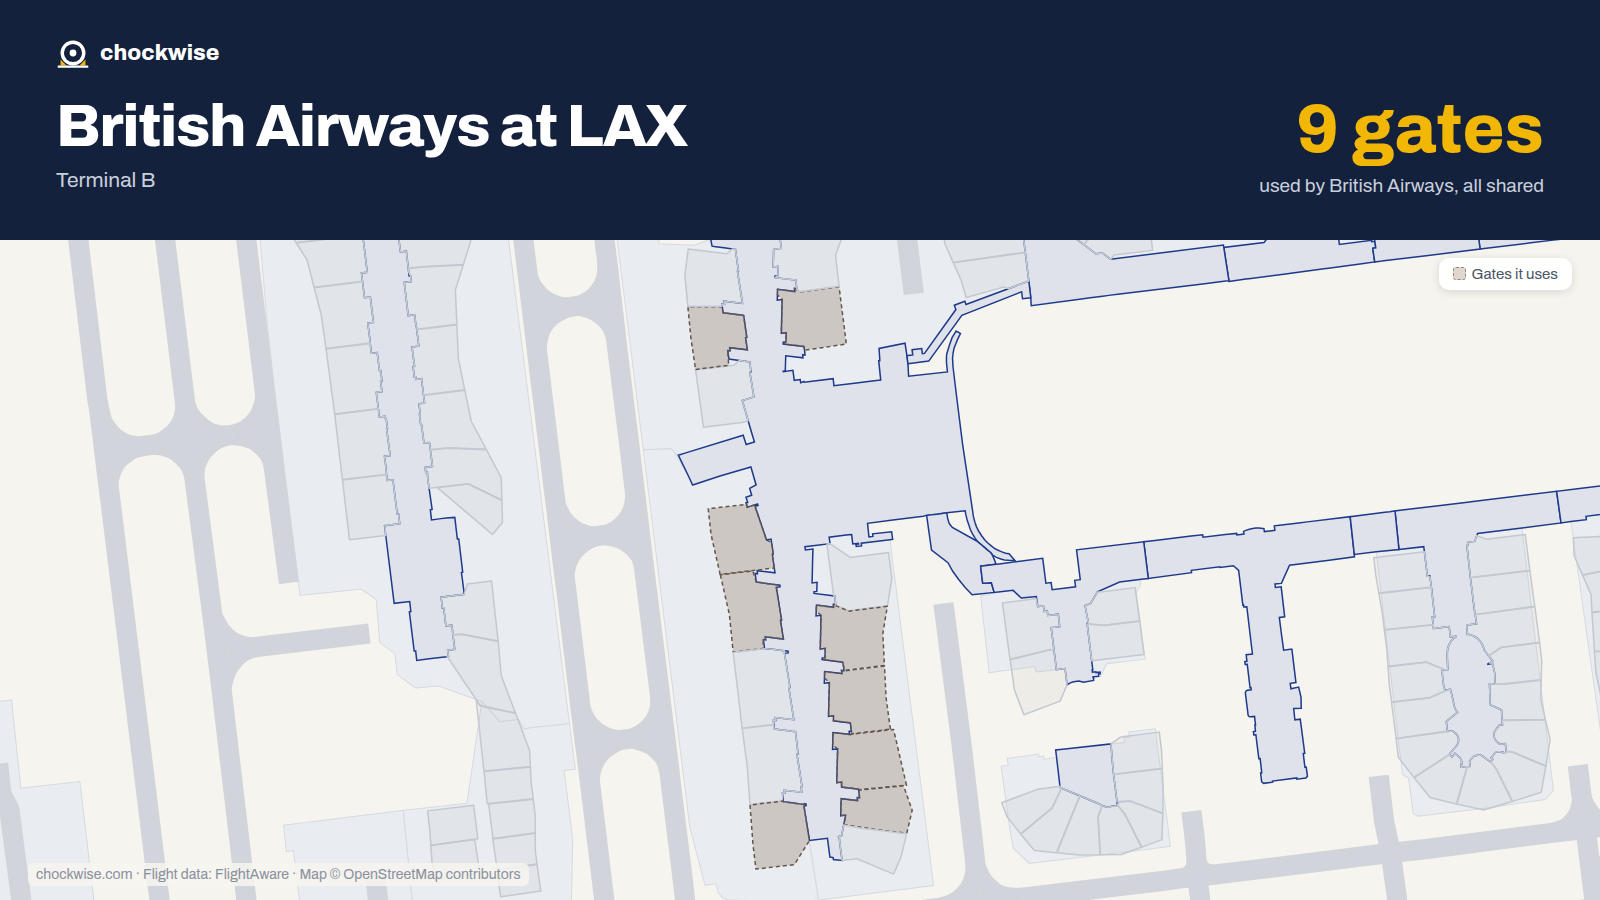 chockwise
British Airways at LAX
Terminal B
9 gates
used by British Airways, all shared
Gates it uses
chockwise.com · Flight data: FlightAware · Map © OpenStreetMap contributors